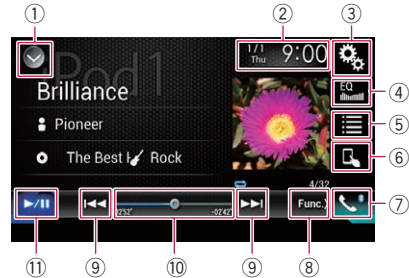 ① ② ③
iPod1
1/1 Thu 9:00
EQ
④
Brilliance
Pioneer
⑤
The Best Rock
⑥
4/32
02'52" -02'42"
Func.
⑦
⑪ ⑨ ⑩ ⑨ ⑧